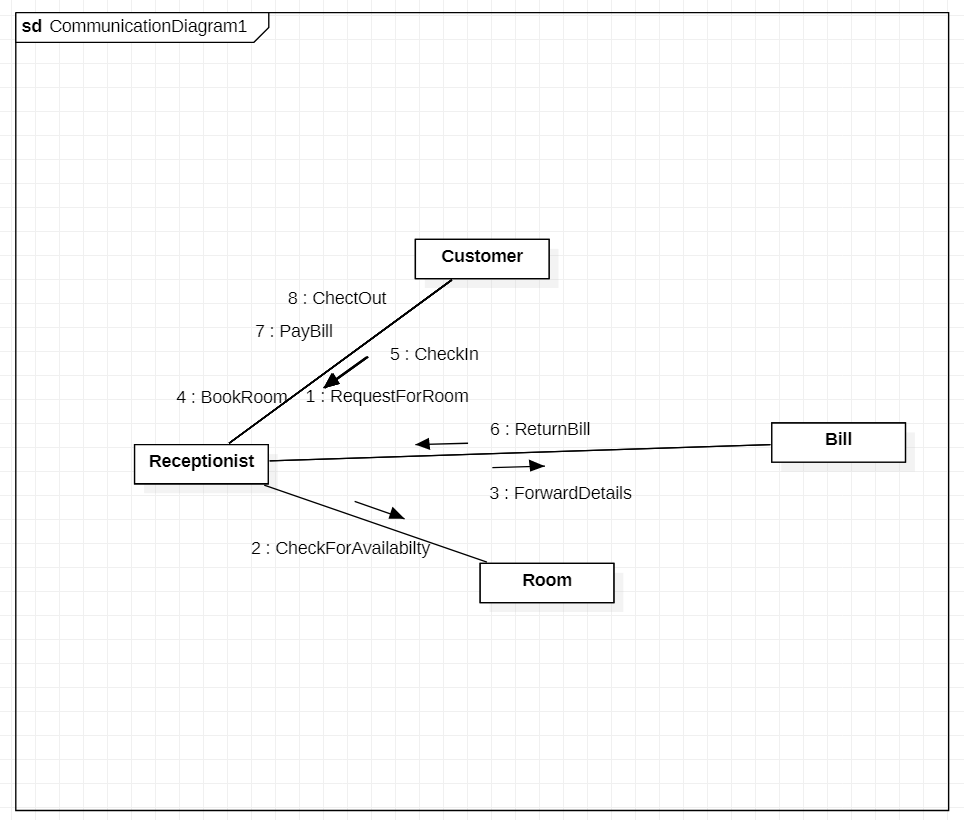 sd CommunicationDiagram1
Customer
8 : ChectOut
7 : PayBill
5 : CheckIn
4 : BookRoom
1 : RequestForRoom
6 : ReturnBill
Bill
Receptionist
3 : ForwardDetails
2 : CheckForAvailabilty
Room